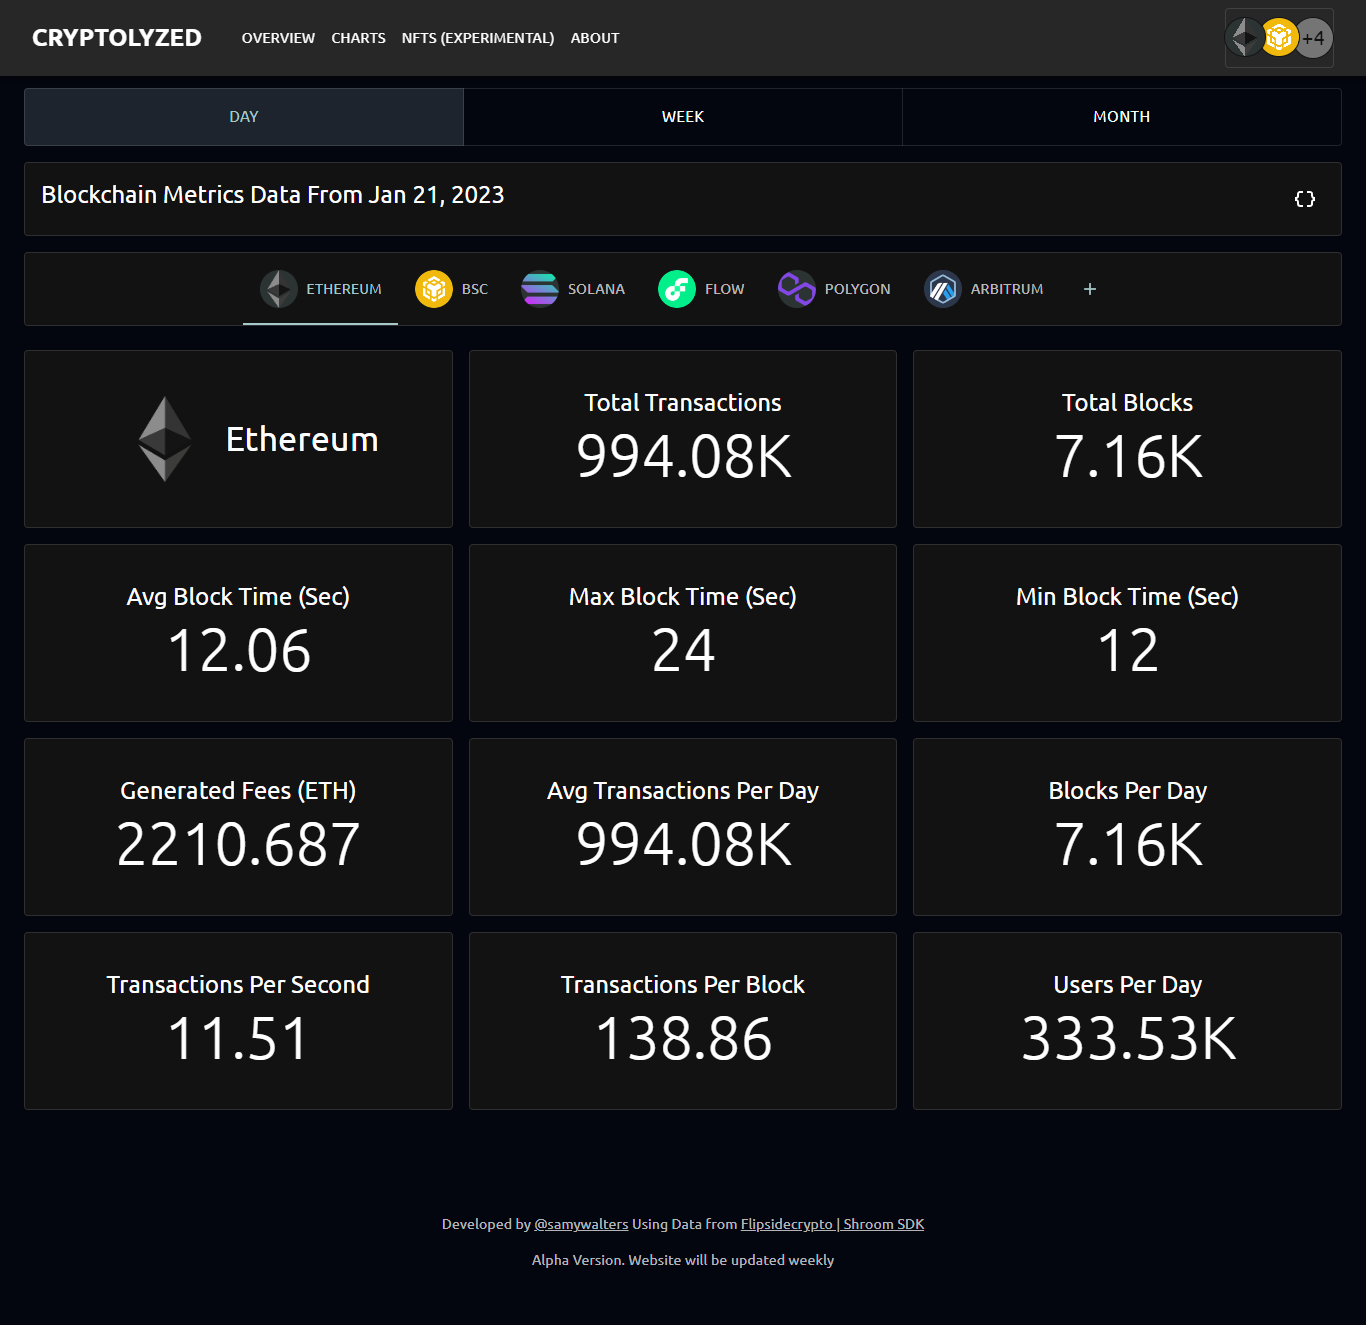 CRYPTOLYZED
OVERVIEW CHARTS NFTS (EXPERIMENTAL) ABOUT
+4
DAY WEEK MONTH
Blockchain Metrics Data From Jan 21, 2023
ETHEREUM BSC SOLANA FLOW POLYGON ARBITRUM +
Ethereum
Total Transactions
994.08K
Total Blocks
7.16K
Avg Block Time (Sec)
12.06
Max Block Time (Sec)
24
Min Block Time (Sec)
12
Generated Fees (ETH)
2210.687
Avg Transactions Per Day
994.08K
Blocks Per Day
7.16K
Transactions Per Second
11.51
Transactions Per Block
138.86
Users Per Day
333.53K
Developed by @samywalters Using Data from Flipsidecrypto | Shroom SDK
Alpha Version. Website will be updated weekly